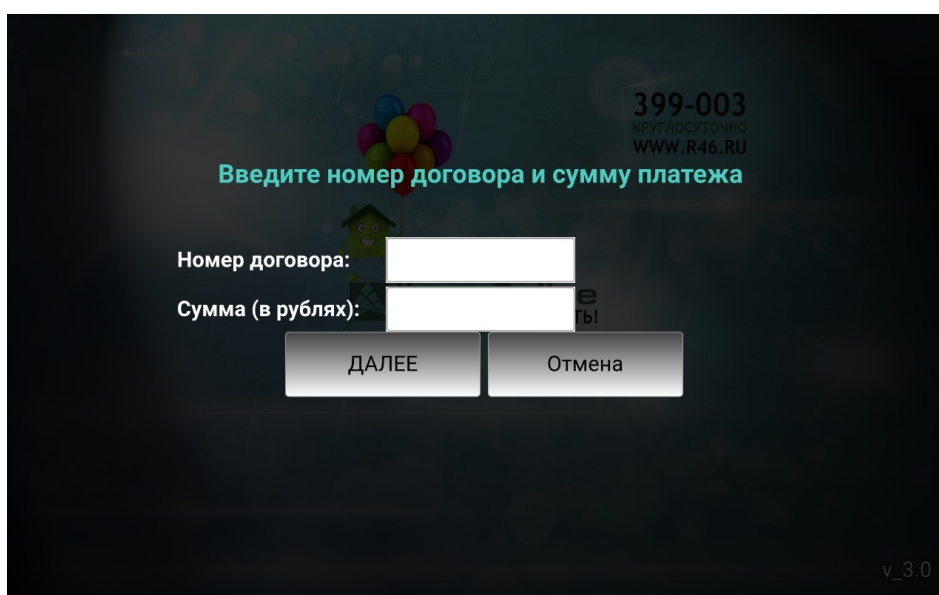 399-003
КРУГЛОСУТОЧНО
WWW.R46.RU
Введите номер договора и сумму платежа
Номер договора:
Сумма (в рублях):
ДАЛЕЕ
Отмена
v_3.0